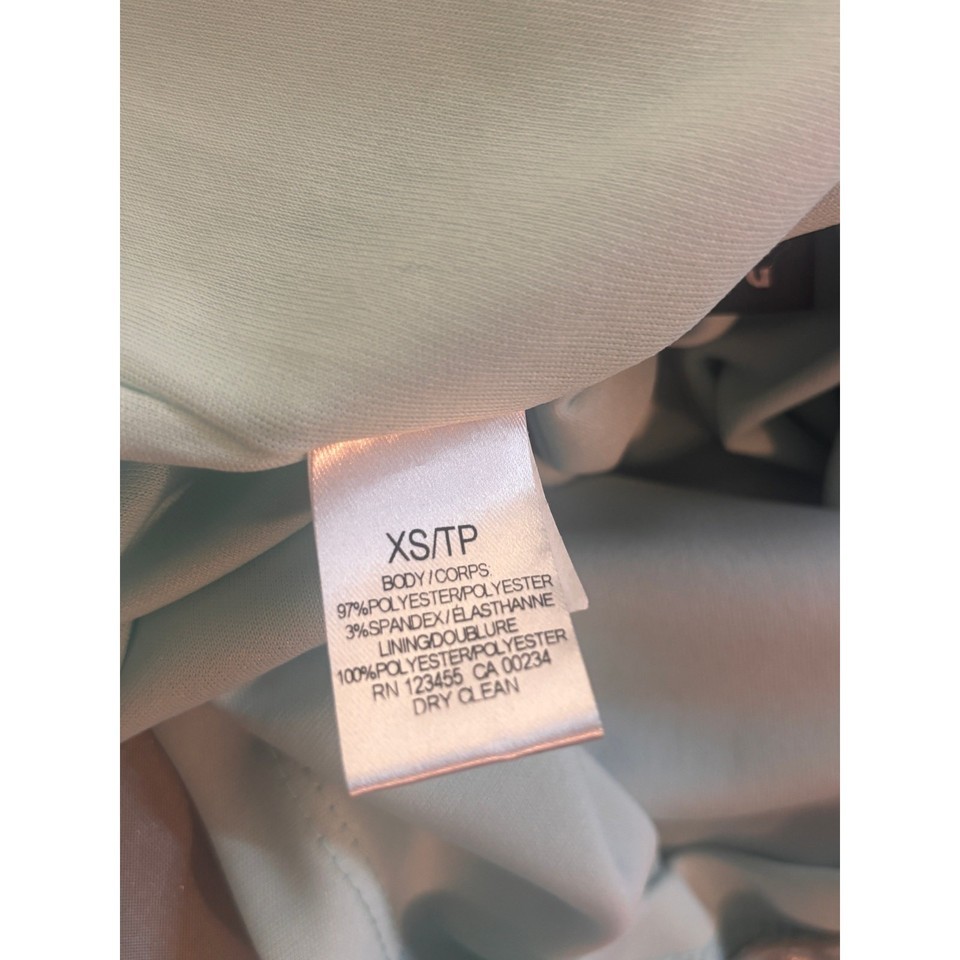 XS/TP
BODY/CORPS:
97%POLYESTER/POLYESTER
3%SPANDEX/ÉLASTHANNE
LINING/DOUBLURE
100%POLYESTER/POLYESTER
RN 123455 CA 00234
DRY CLEAN